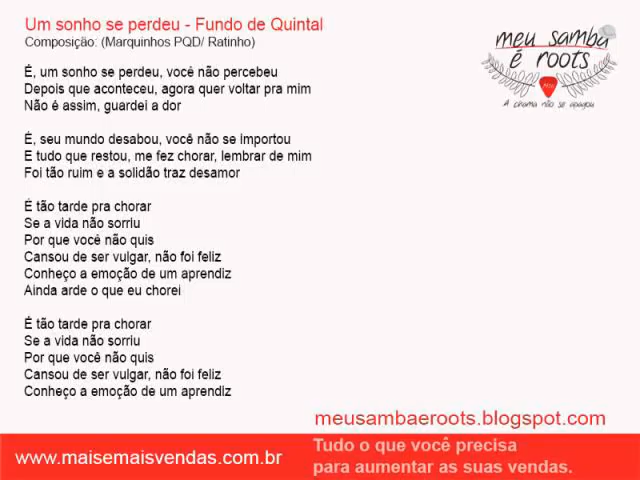 Um sonho se perdeu - Fundo de Quintal
Composição: (Marquinhos PQD/ Ratinho)
meu samba
é roots
A chama não se apagou
É, um sonho se perdeu, você não percebeu
Depois que aconteceu, agora quer voltar pra mim
Não é assim, guardei a dor
É, seu mundo desabou, você não se importou
E tudo que restou, me fez chorar, lembrar de mim
Foi tão ruim e a solidão traz desamor
É tão tarde pra chorar
Se a vida não sorriu
Por que você não quis
Cansou de ser vulgar, não foi feliz
Conheço a emoção de um aprendiz
Ainda arde o que eu chorei
É tão tarde pra chorar
Se a vida não sorriu
Por que você não quis
Cansou de ser vulgar, não foi feliz
Conheço a emoção de um aprendiz
meusambaeroots.blogspot.com
www.maisemaisvendas.com.br
Tudo o que você precisa
para aumentar as suas vendas.